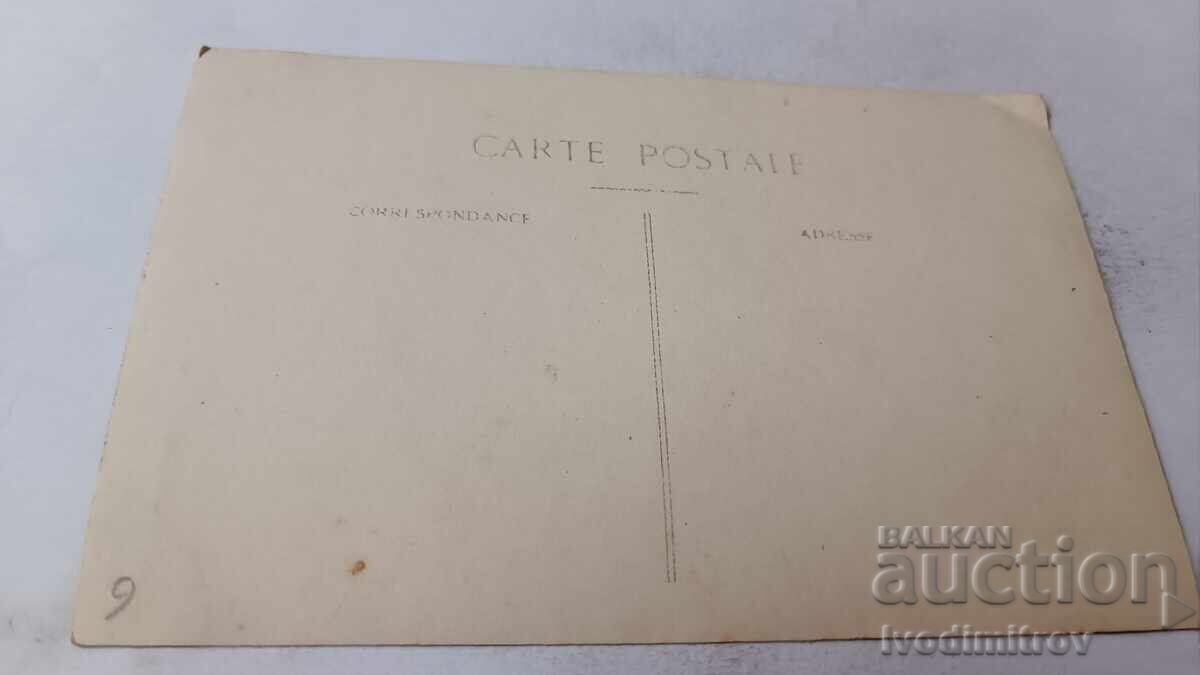 CARTE POSTALE
CORRESPONDANCE
ADRESSE
9
BALKAN
auction
Ivodimitrov